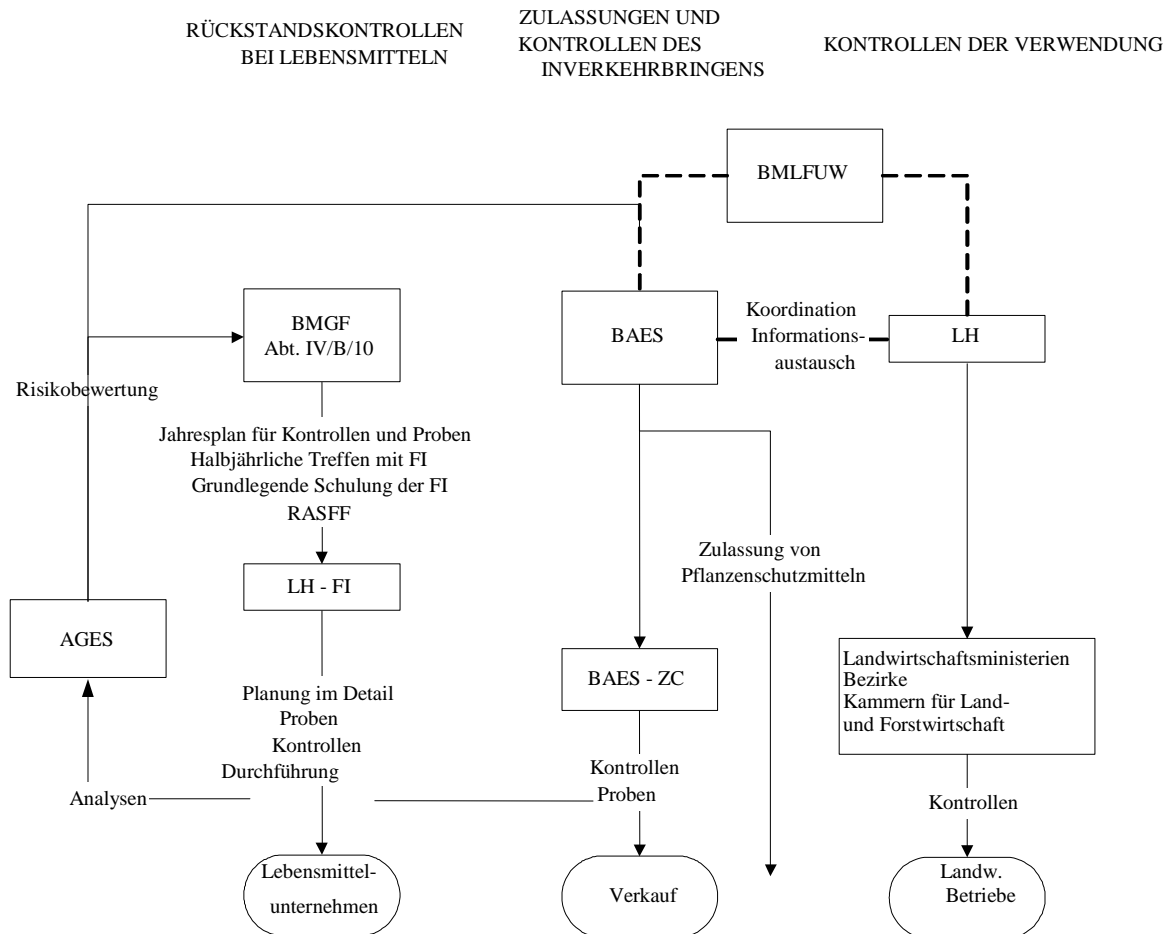 RÜCKSTANDSKONTROLLEN
BEI LEBENSMITTELN
ZULASSUNGEN UND
KONTROLLEN DES
INVERKEHRBRINGENS
KONTROLLEN DER VERWENDUNG
BMLFUW
BMGF
Abt. IV/B/10
BAES
Koordination
Informations-
austausch
LH
Risikobewertung
Jahresplan für Kontrollen und Proben
Halbjährliche Treffen mit FI
Grundlegende Schulung der FI
RASFF
Zulassung von
Pflanzenschutzmitteln
LH - FI
AGES
BAES - ZC
Landwirtschaftsministerien
Bezirke
Kammern für Land-
und Forstwirtschaft
Planung im Detail
Proben
Kontrollen
Durchführung
Analysen
Kontrollen
Proben
Kontrollen
Lebensmittel-
unternehmen
Verkauf
Landw.
Betriebe